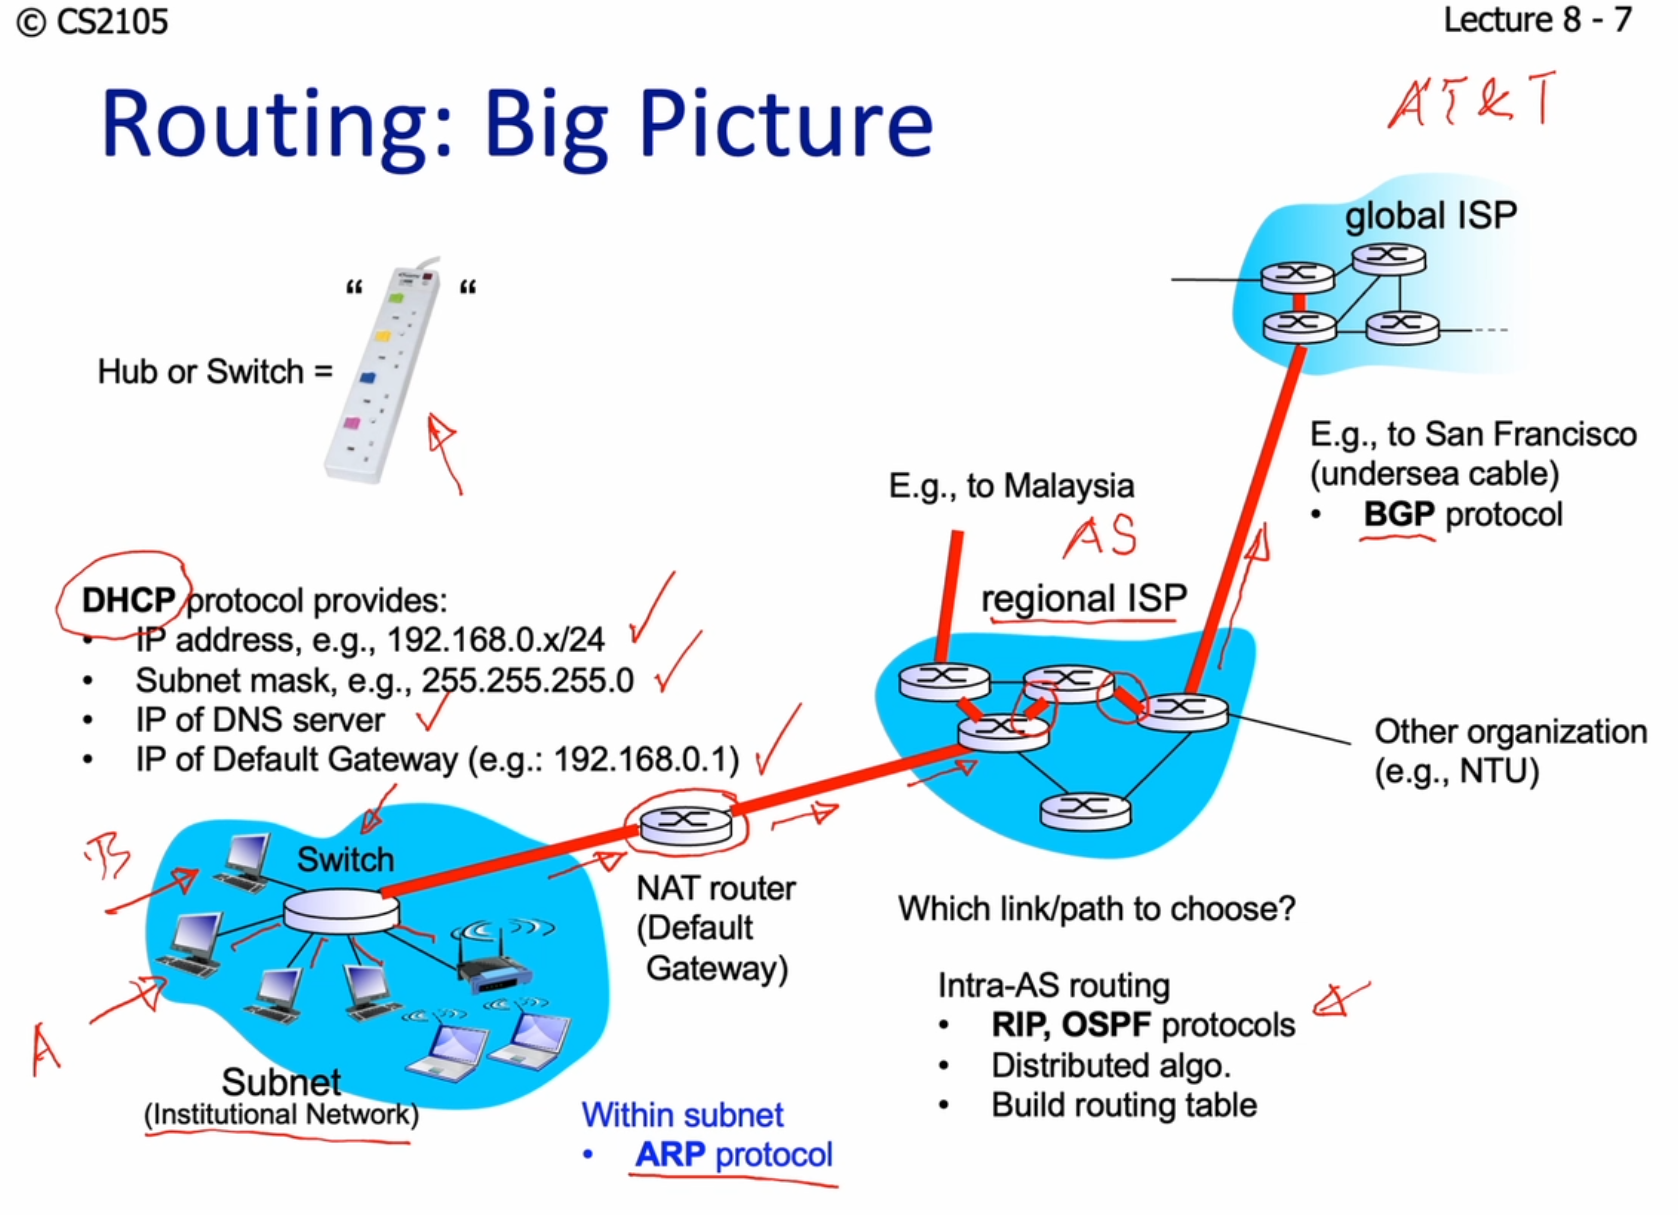 © CS2105
Lecture 8 - 7
Routing: Big Picture
AT&T
global ISP
“ “
Hub or Switch =
E.g., to San Francisco
(undersea cable)
• BGP protocol
E.g., to Malaysia
AS
regional ISP
DHCP protocol provides:
• IP address, e.g., 192.168.0.x/24
• Subnet mask, e.g., 255.255.255.0
• IP of DNS server
• IP of Default Gateway (e.g.: 192.168.0.1)
Other organization
(e.g., NTU)
B
Switch
NAT router
(Default
Gateway)
Which link/path to choose?
A
Subnet
(Institutional Network)
Within subnet
• ARP protocol
Intra-AS routing
• RIP, OSPF protocols
• Distributed algo.
• Build routing table